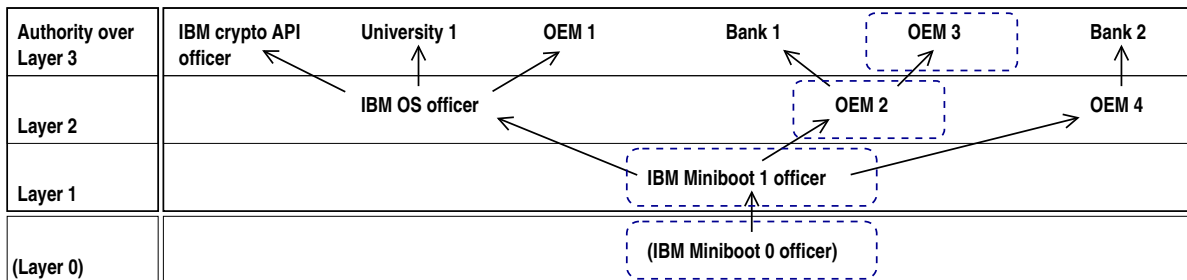 Authority over
Layer 3
IBM crypto API
officer
University 1
OEM 1
Bank 1
OEM 3
Bank 2
Layer 2
IBM OS officer
OEM 2
OEM 4
Layer 1
IBM Miniboot 1 officer
(Layer 0)
(IBM Miniboot 0 officer)